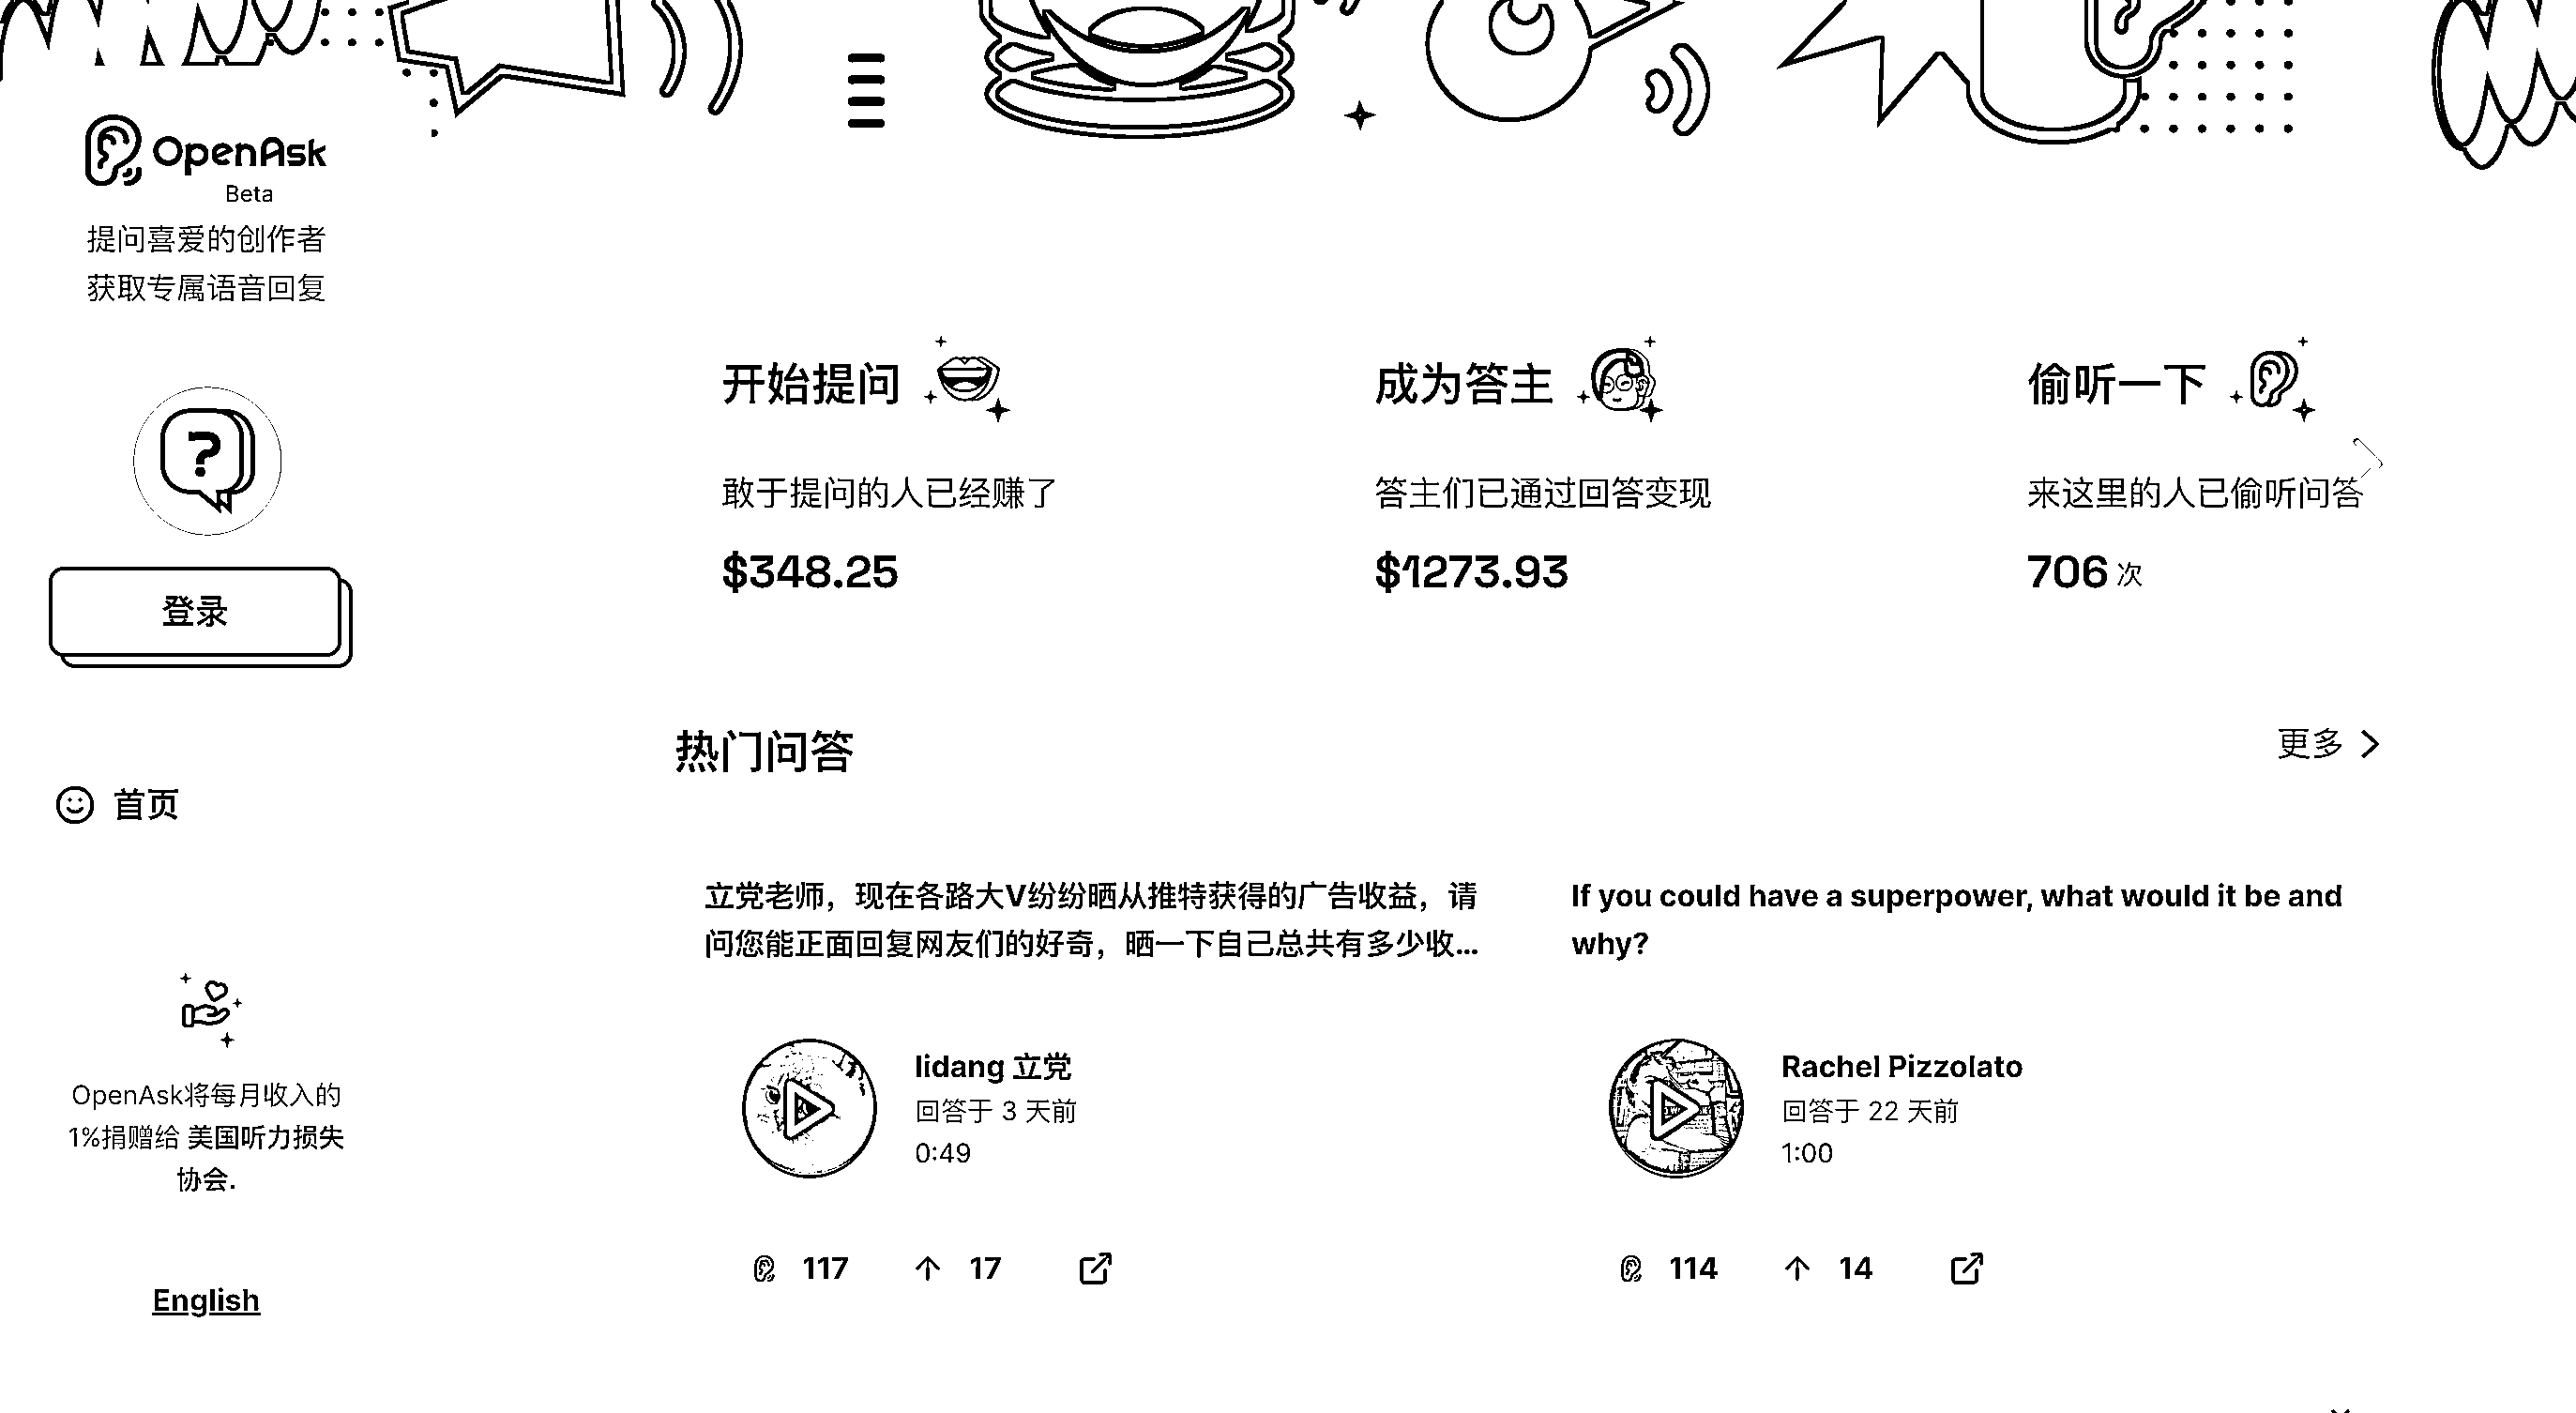 OpenAsk
Beta
提问喜爱的创作者
获取专属语音回复
登录
首页
OpenAsk将每月收入的
1%捐赠给 美国听力损失
协会.
English
开始提问
敢于提问的人已经赚了
$348.25
成为答主
答主们已通过回答变现
$1273.93
偷听一下
来这里的人已偷听问答
706 次
热门问答
更多
立党老师，现在各路大V纷纷晒从推特获得的广告收益，请
问您能正面回复网友们的好奇，晒一下自己总共有多少收...
lidang 立党
回答于 3 天前
0:49
117 17
If you could have a superpower, what would it be and
why?
Rachel Pizzolato
回答于 22 天前
1:00
114 14